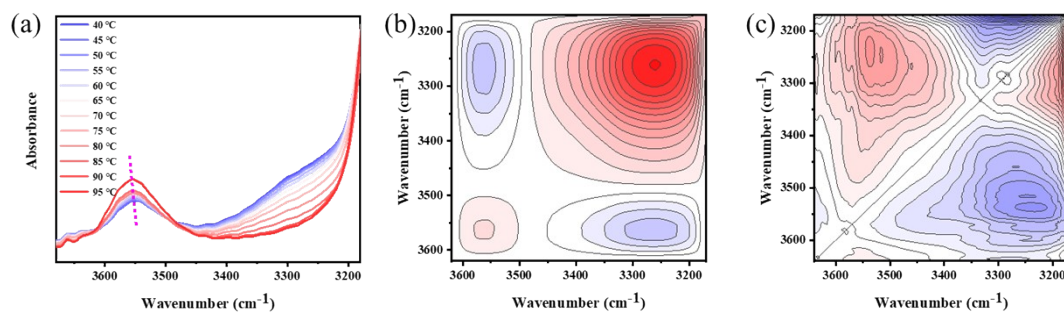 (a)
40 °C
45 °C
50 °C
55 °C
60 °C
65 °C
70 °C
75 °C
80 °C
85 °C
90 °C
95 °C
Absorbance
3600 3500 3400 3300 3200
Wavenumber (cm⁻¹)
(b)
3200
3300
3400
3500
3600
Wavenumber (cm⁻¹)
3600 3500 3400 3300 3200
Wavenumber (cm⁻¹)
(c)
3200
3300
3400
3500
3600
Wavenumber (cm⁻¹)
3600 3500 3400 3300 3200
Wavenumber (cm⁻¹)